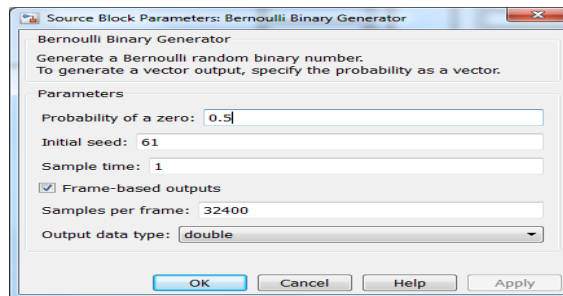 Source Block Parameters: Bernoulli Binary Generator
Bernoulli Binary Generator
Generate a Bernoulli random binary number.
To generate a vector output, specify the probability as a vector.
Parameters
Probability of a zero: 0.5
Initial seed: 61
Sample time: 1
Frame-based outputs
Samples per frame: 32400
Output data type: double
OK Cancel Help Apply